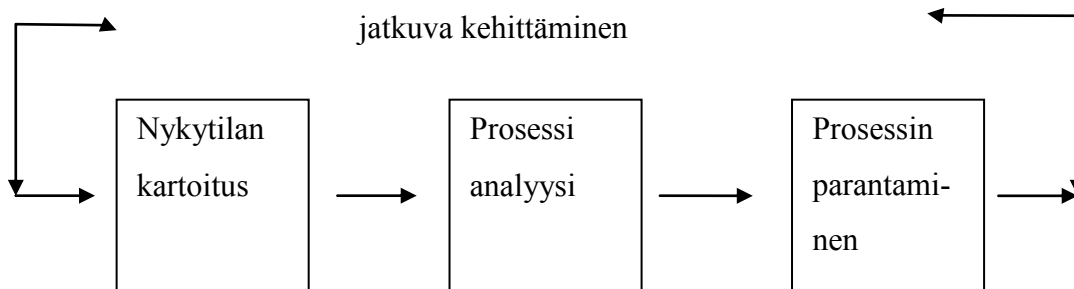 jatkuva kehittäminen
Nykytilan
kartoitus
Prosessi
analyysi
Prosessin
parantami-
nen